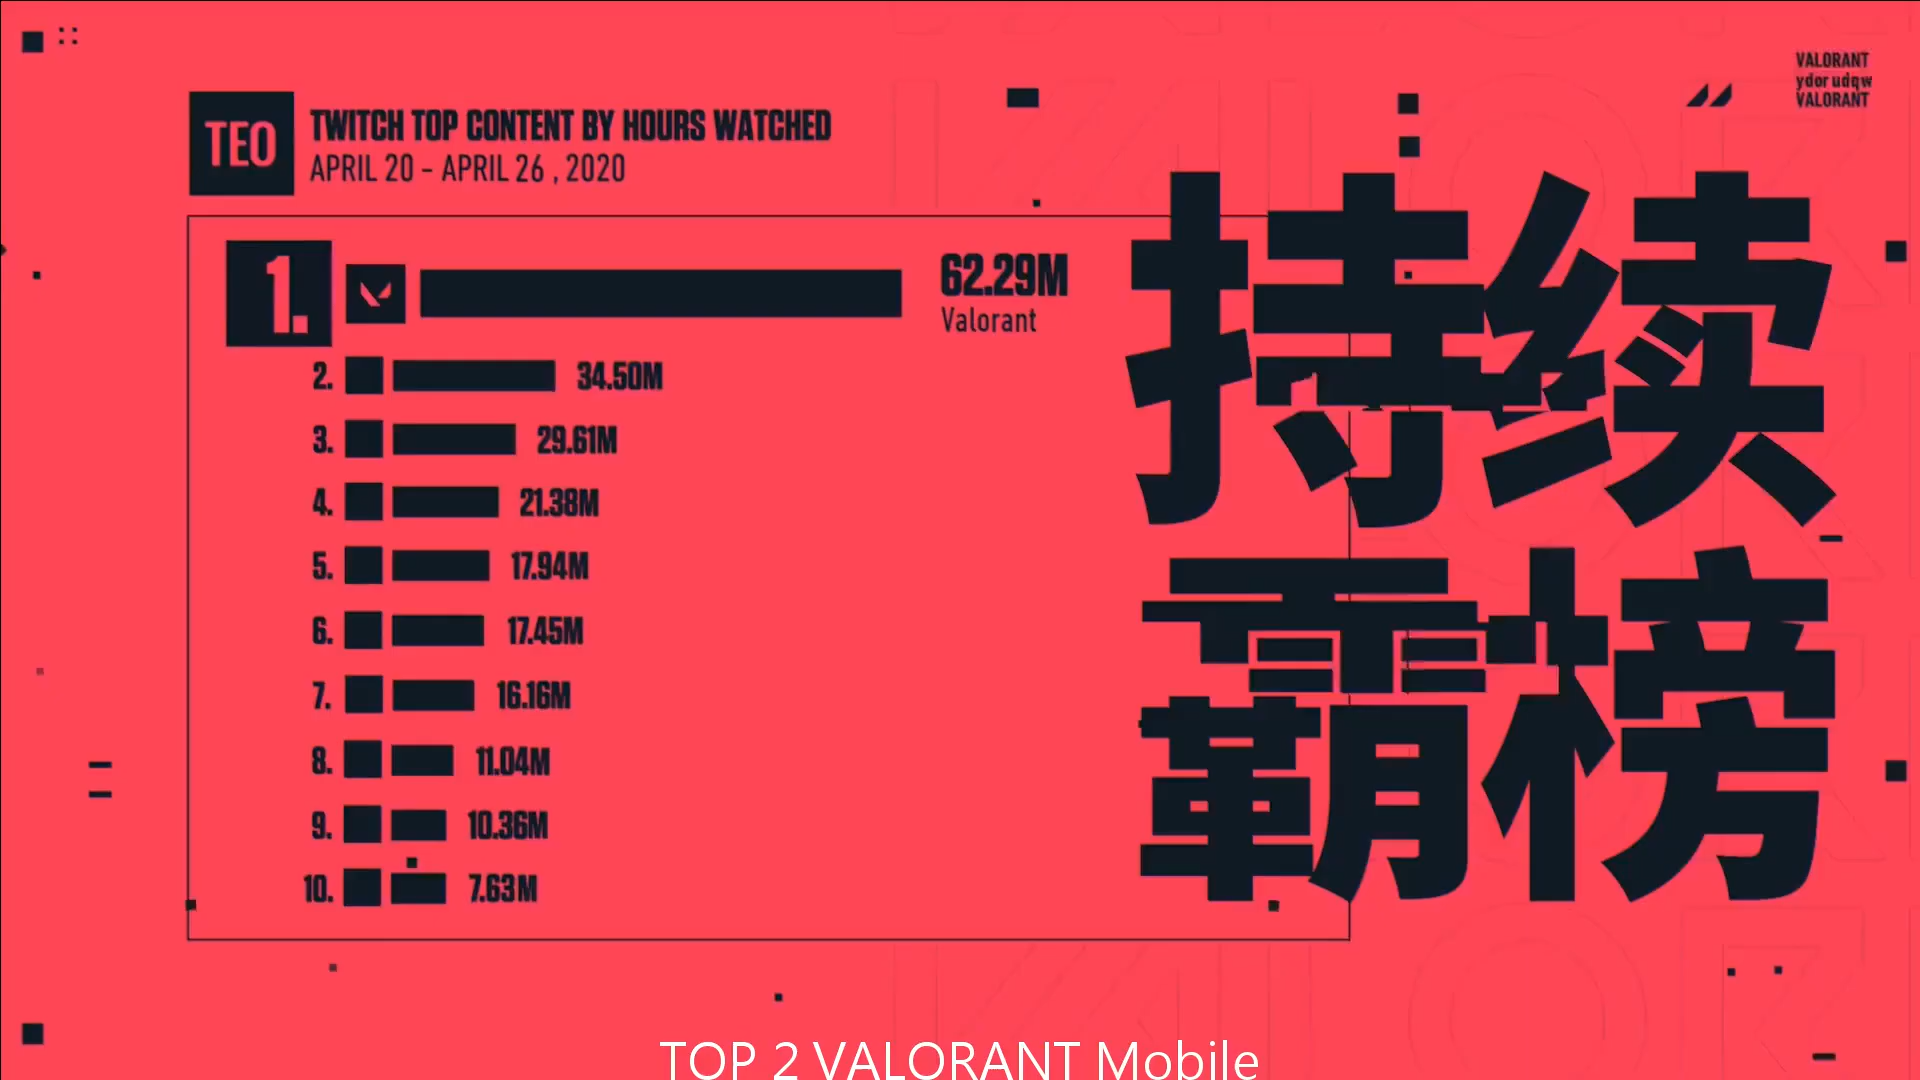 VALORANT
ydor udqw
VALORANT
TEO
TWITCH TOP CONTENT BY HOURS WATCHED
APRIL 20 - APRIL 26 , 2020
1.
62.29M
Valorant
2.
34.50M
3.
29.61M
4.
21.38M
5.
17.94M
6.
17.45M
7.
16.16M
8.
11.04M
9.
10.36M
10.
7.63M
持续
霸榜
TOP 2 VALORANT Mobile